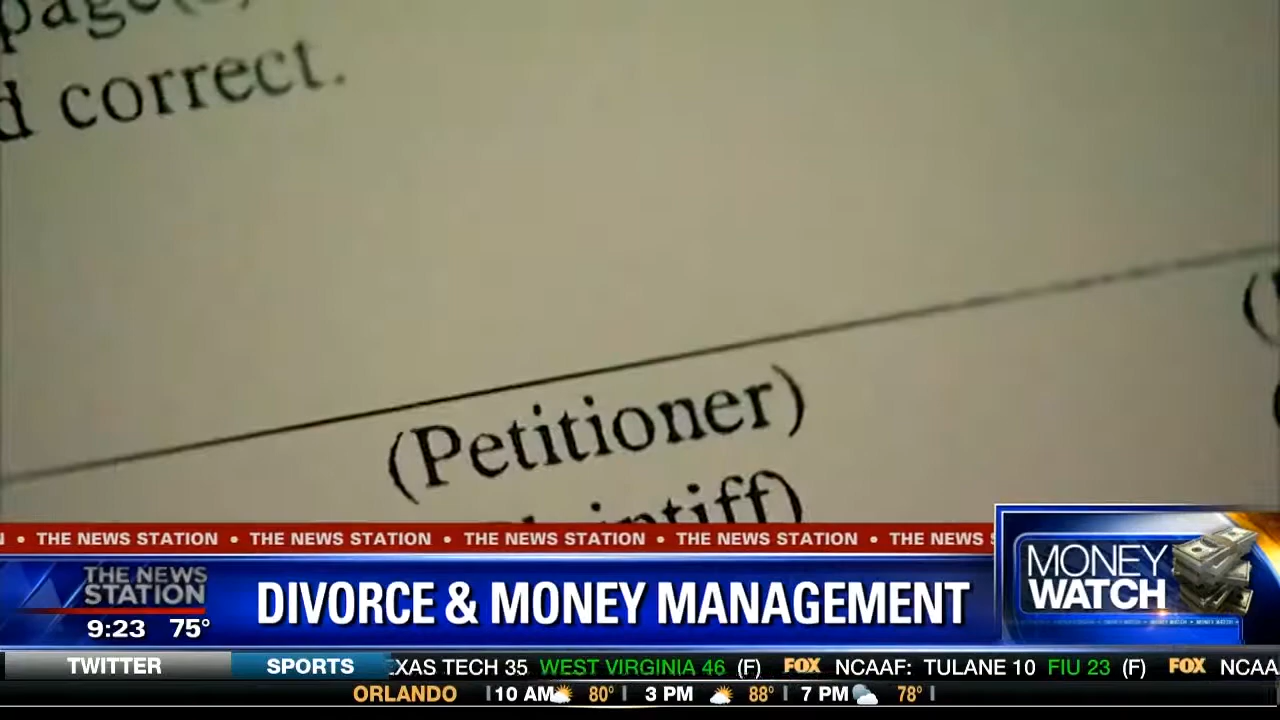 page(s)
d correct.
(Petitioner)
THE NEWS STATION • THE NEWS STATION • THE NEWS STATION • THE NEWS STATION • THE NEWS S
THE NEWS
STATION
9:23 75°
DIVORCE & MONEY MANAGEMENT
MONEY
WATCH
TWITTER SPORTS EXAS TECH 35 WEST VIRGINIA 46 (F) FOX NCAAF: TULANE 10 FIU 23 (F) FOX NCAA
ORLANDO 10 AM 80° 3 PM 88° 7 PM 78°